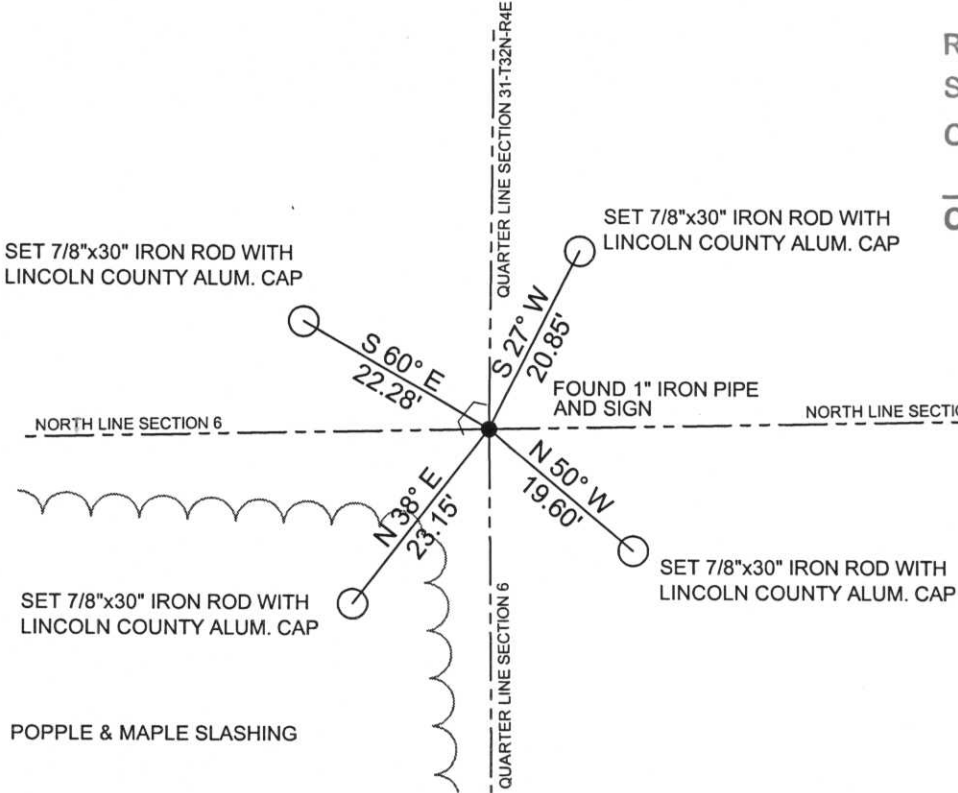 QUARTER LINE SECTION 31-T32N-R4E
R
S
C
C
SET 7/8"x30" IRON ROD WITH
LINCOLN COUNTY ALUM. CAP
SET 7/8"x30" IRON ROD WITH
LINCOLN COUNTY ALUM. CAP
S 60° E
22.28'
S 27° W
20.85'
FOUND 1" IRON PIPE
AND SIGN
NORTH LINE SECTION 6
NORTH LINE SECTIO
N 38° E
23.15'
N 50° W
19.60'
SET 7/8"x30" IRON ROD WITH
LINCOLN COUNTY ALUM. CAP
SET 7/8"x30" IRON ROD WITH
LINCOLN COUNTY ALUM. CAP
QUARTER LINE SECTION 6
POPPLE & MAPLE SLASHING